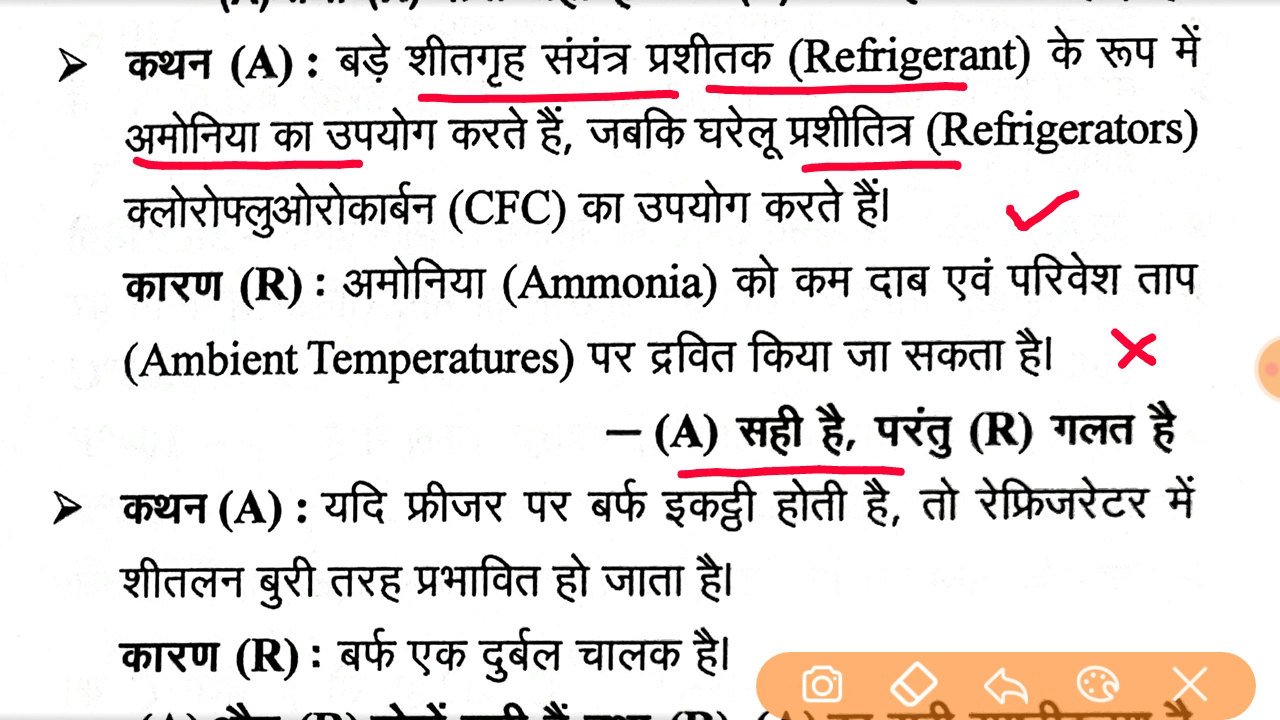 ➤ कथन (A) : बड़े शीतगृह संयंत्र प्रशीतक (Refrigerant) के रूप में
अमोनिया का उपयोग करते हैं, जबकि घरेलू प्रशीतित्र (Refrigerators)
क्लोरोफ्लुओरोकार्बन (CFC) का उपयोग करते हैं।
कारण (R) : अमोनिया (Ammonia) को कम दाब एवं परिवेश ताप
(Ambient Temperatures) पर द्रवित किया जा सकता है।
– (A) सही है, परंतु (R) गलत है
➤ कथन (A) : यदि फ्रीजर पर बर्फ इकट्ठी होती है, तो रेफ्रिजरेटर में
शीतलन बुरी तरह प्रभावित हो जाता है।
कारण (R) : बर्फ एक दुर्बल चालक है।